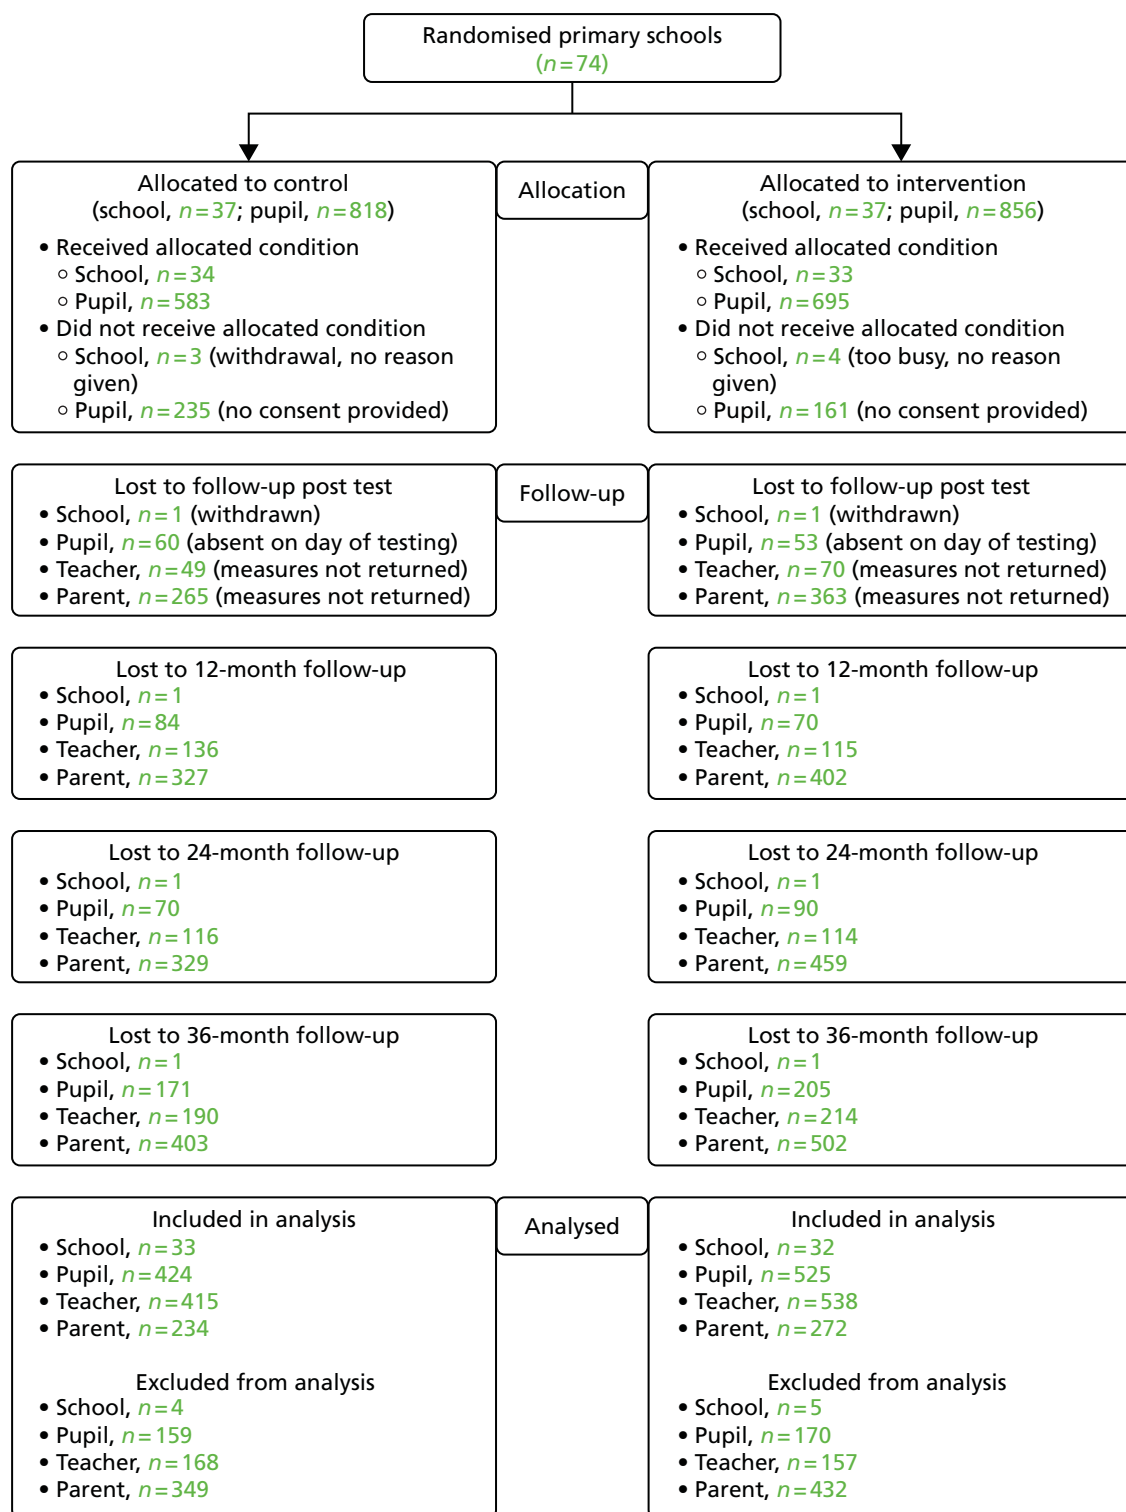 Randomised primary schools
(n=74)
Allocated to control
(school, n=37; pupil, n=818)
• Received allocated condition
○ School, n=34
○ Pupil, n=583
• Did not receive allocated condition
○ School, n=3 (withdrawal, no reason
given)
○ Pupil, n=235 (no consent provided)
Allocation
Allocated to intervention
(school, n=37; pupil, n=856)
• Received allocated condition
○ School, n=33
○ Pupil, n=695
• Did not receive allocated condition
○ School, n=4 (too busy, no reason
given)
○ Pupil, n=161 (no consent provided)
Lost to follow-up post test
• School, n=1 (withdrawn)
• Pupil, n=60 (absent on day of testing)
• Teacher, n=49 (measures not returned)
• Parent, n=265 (measures not returned)
Follow-up
Lost to follow-up post test
• School, n=1 (withdrawn)
• Pupil, n=53 (absent on day of testing)
• Teacher, n=70 (measures not returned)
• Parent, n=363 (measures not returned)
Lost to 12-month follow-up
• School, n=1
• Pupil, n=84
• Teacher, n=136
• Parent, n=327
Lost to 12-month follow-up
• School, n=1
• Pupil, n=70
• Teacher, n=115
• Parent, n=402
Lost to 24-month follow-up
• School, n=1
• Pupil, n=70
• Teacher, n=116
• Parent, n=329
Lost to 24-month follow-up
• School, n=1
• Pupil, n=90
• Teacher, n=114
• Parent, n=459
Lost to 36-month follow-up
• School, n=1
• Pupil, n=171
• Teacher, n=190
• Parent, n=403
Lost to 36-month follow-up
• School, n=1
• Pupil, n=205
• Teacher, n=214
• Parent, n=502
Included in analysis
• School, n=33
• Pupil, n=424
• Teacher, n=415
• Parent, n=234
Excluded from analysis
• School, n=4
• Pupil, n=159
• Teacher, n=168
• Parent, n=349
Analysed
Included in analysis
• School, n=32
• Pupil, n=525
• Teacher, n=538
• Parent, n=272
Excluded from analysis
• School, n=5
• Pupil, n=170
• Teacher, n=157
• Parent, n=432